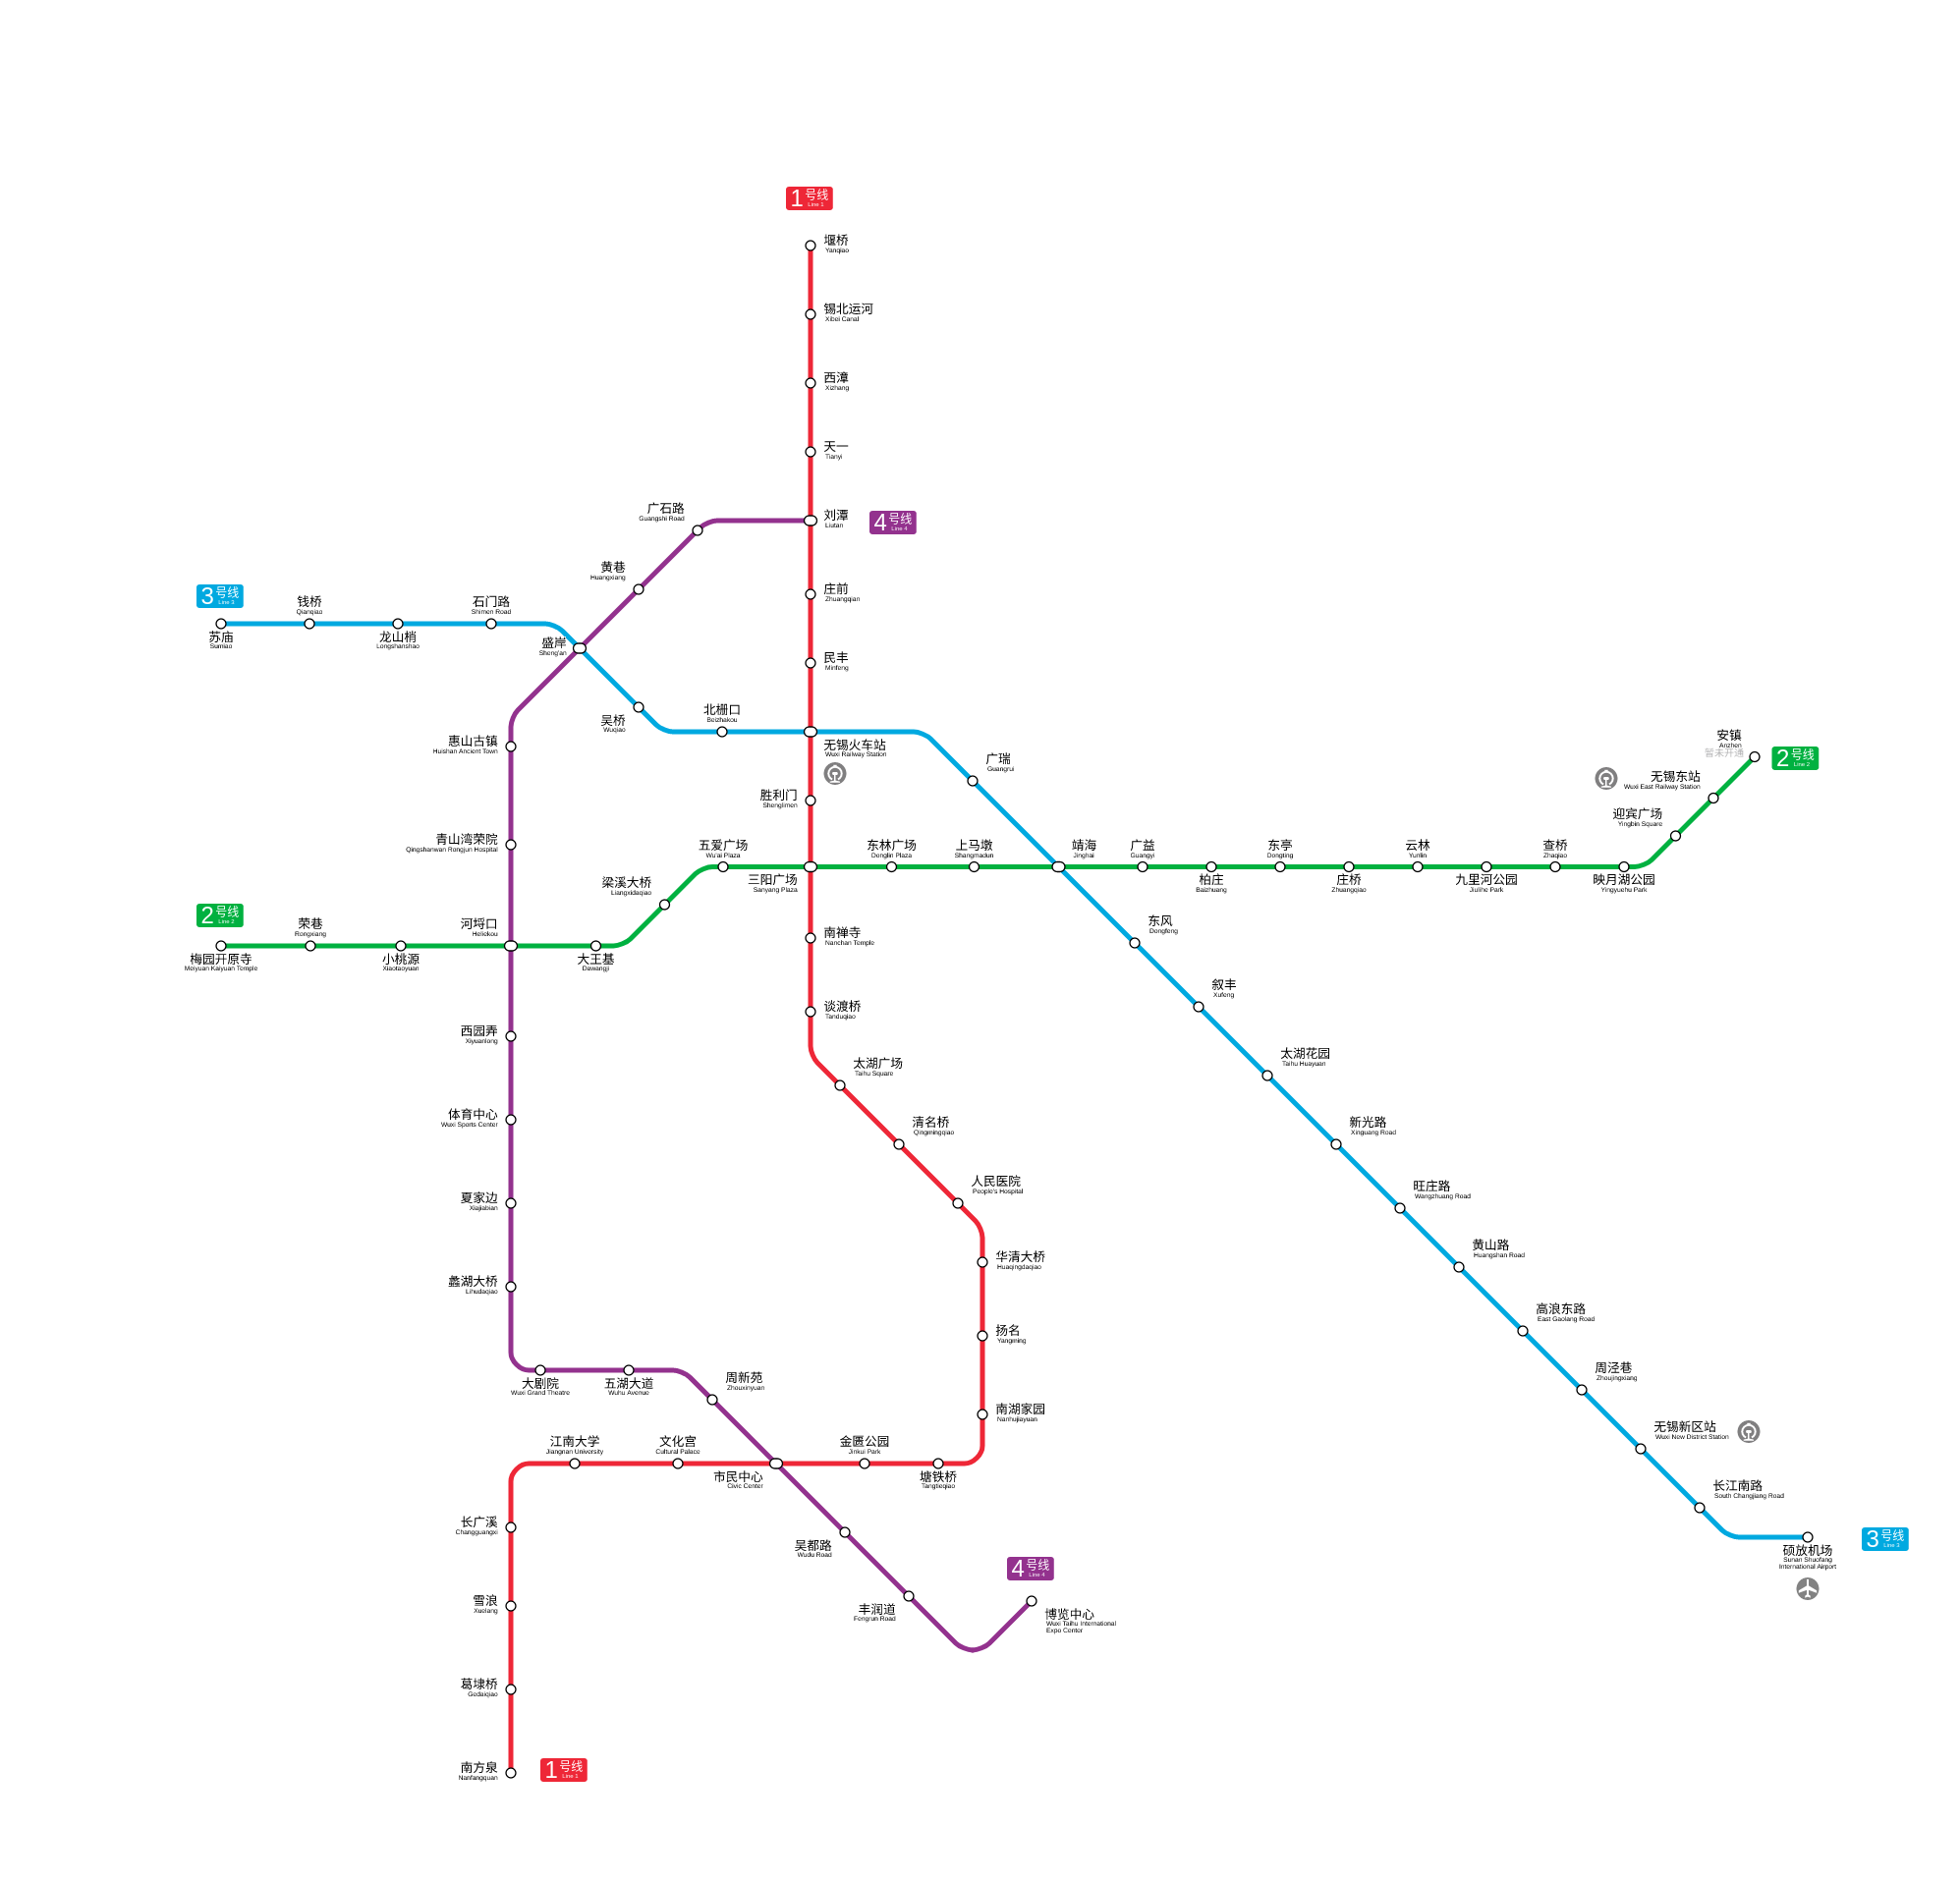 1 号线
Line 1
堰桥
Yanqiao
锡北运河
Xibei Canal
西漳
Xizhang
天一
Tianyi
广石路
Guangshi Road
刘潭
Liutan
4 号线
Line 4
黄巷
Huangxiang
庄前
Zhuangqian
3 号线
Line 3
苏庙
Sumiao
钱桥
Qianqiao
龙山梢
Longshanshao
石门路
Shimen Road
盛岸
Sheng'an
民丰
Minfeng
吴桥
Wuqiao
北栅口
Beizhakou
无锡火车站
Wuxi Railway Station
广瑞
Guangrui
惠山古镇
Huishan Ancient Town
胜利门
Shenglimen
安镇
Anzhen
暂未开通
2 号线
Line 2
无锡东站
Wuxi East Railway Station
迎宾广场
Yingbin Square
青山湾荣院
Qingshanwan Rongjun Hospital
五爱广场
Wu'ai Plaza
三阳广场
Sanyang Plaza
东林广场
Donglin Plaza
上马墩
Shangmadun
靖海
Jinghai
广益
Guangyi
柏庄
Baizhuang
东亭
Dongting
庄桥
Zhuangqiao
云林
Yunlin
九里河公园
Jiulihe Park
查桥
Zhaqiao
映月湖公园
Yingyuehu Park
梁溪大桥
Liangxidaqiao
2 号线
Line 2
梅园开原寺
Meiyuan Kaiyuan Temple
荣巷
Rongxiang
小桃源
Xiaotaoyuan
河埒口
Heliekou
大王基
Dawangji
南禅寺
Nanchan Temple
东风
Dongfeng
谈渡桥
Tanduqiao
叙丰
Xufeng
西园弄
Xiyuanlong
太湖广场
Taihu Square
太湖花园
Taihu Huayuan
体育中心
Wuxi Sports Center
清名桥
Qingmingqiao
新光路
Xinguang Road
夏家边
Xiajiabian
人民医院
People's Hospital
旺庄路
Wangzhuang Road
华清大桥
Huaqingdaqiao
黄山路
Huangshan Road
蠡湖大桥
Lihudaqiao
扬名
Yangming
高浪东路
East Gaolang Road
大剧院
Wuxi Grand Theatre
五湖大道
Wuhu Avenue
周新苑
Zhouxinyuan
周泾巷
Zhoujingxiang
南湖家园
Nanhujiayuan
无锡新区站
Wuxi New District Station
江南大学
Jiangnan University
文化宫
Cultural Palace
市民中心
Civic Center
金匮公园
Jinkui Park
塘铁桥
Tangtieqiao
长江南路
South Changjiang Road
长广溪
Changguangxi
吴都路
Wudu Road
硕放机场
Sunan Shuofang
International Airport
3 号线
Line 3
4 号线
Line 4
雪浪
Xuelang
丰润道
Fengrun Road
博览中心
Wuxi Taihu International
Expo Center
葛埭桥
Gedaiqiao
南方泉
Nanfangquan
1 号线
Line 1